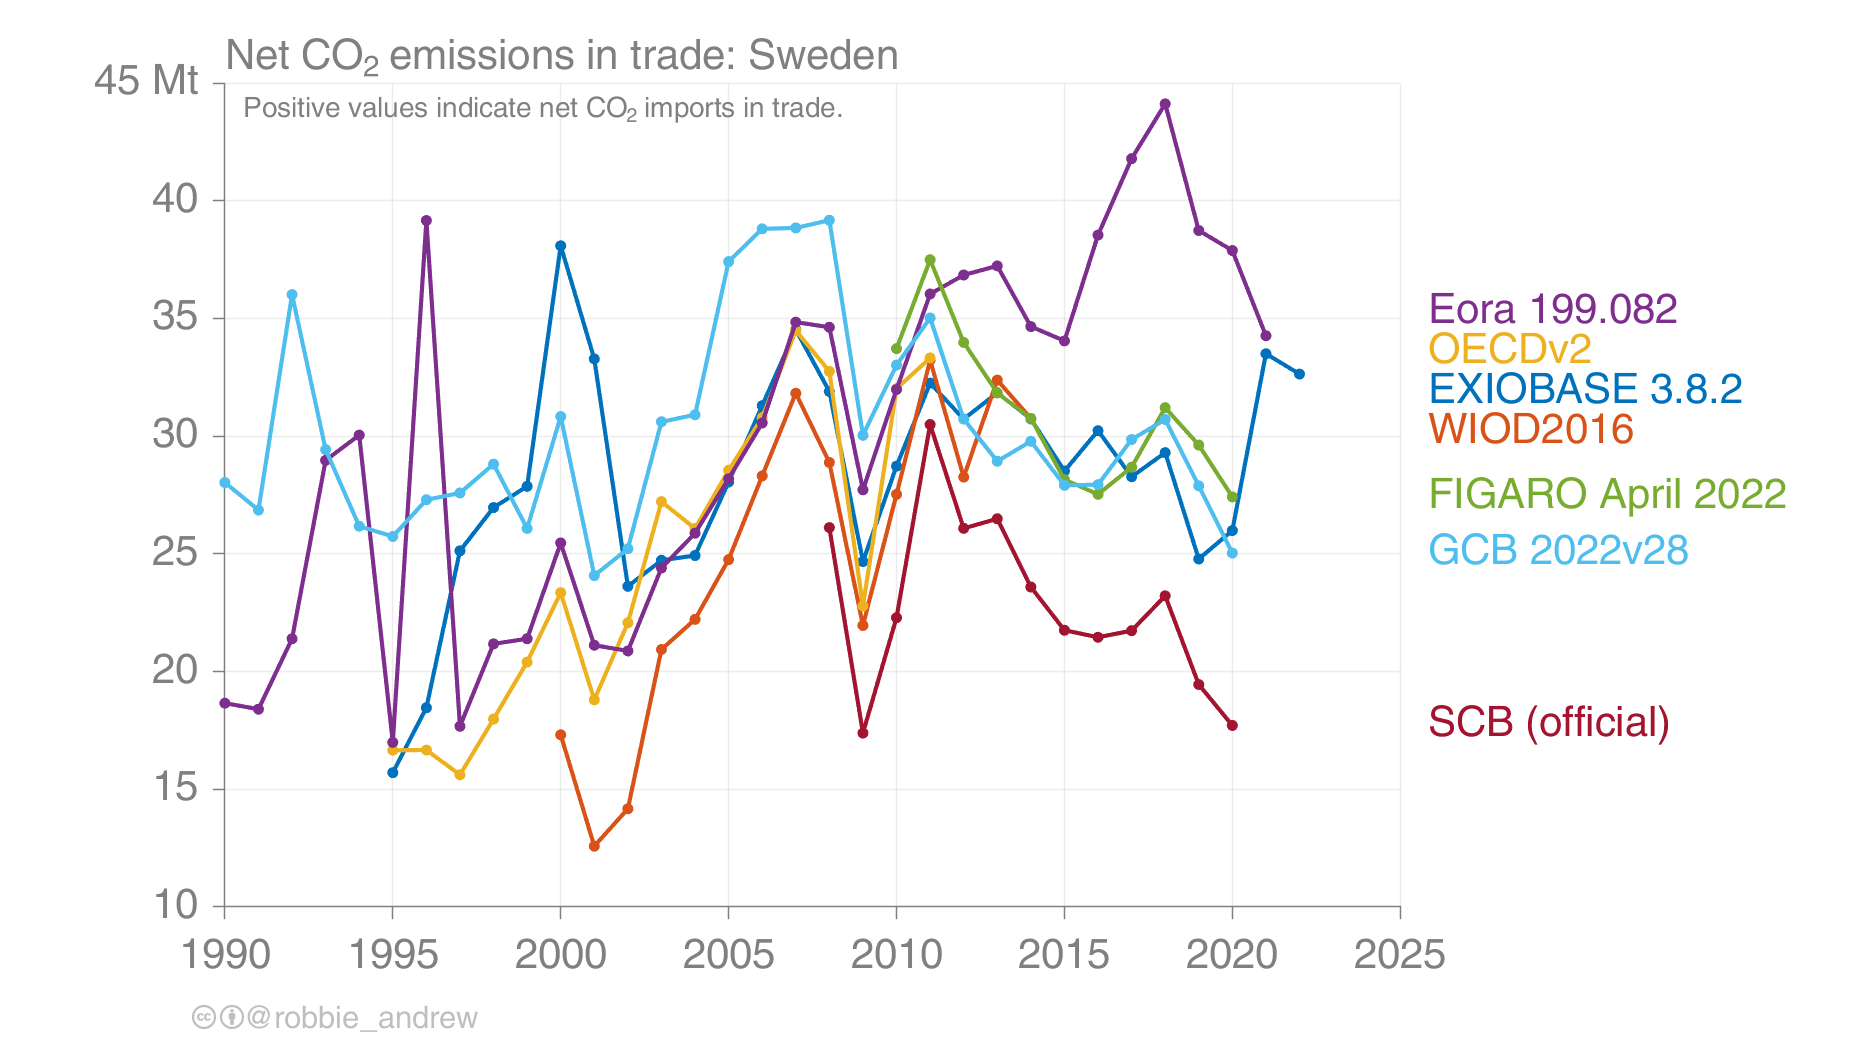 Net CO₂ emissions in trade: Sweden
45 Mt
Positive values indicate net CO₂ imports in trade.
40
35
30
25
20
15
10
1990 1995 2000 2005 2010 2015 2020 2025
Eora 199.082
OECDv2
EXIOBASE 3.8.2
WIOD2016
FIGARO April 2022
GCB 2022v28
SCB (official)
cc @robbie_andrew